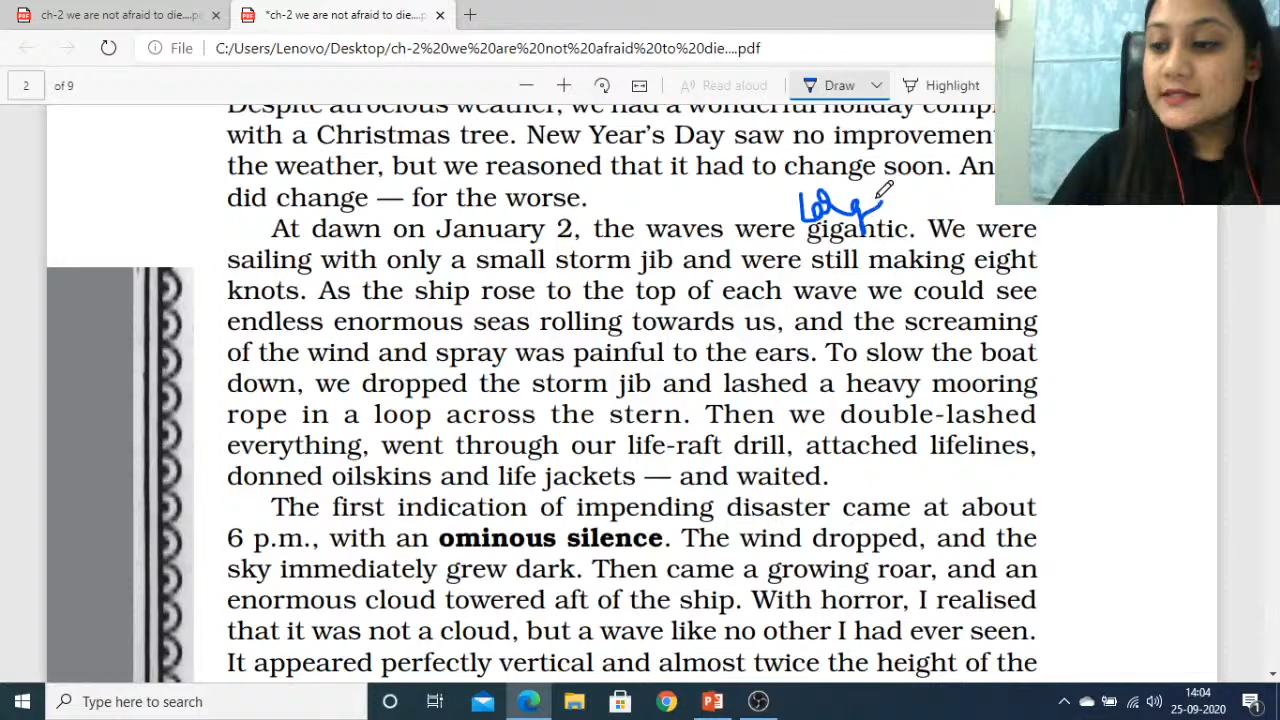 ch-2 we are not afraid to die....pdf
*ch-2 we are not afraid to die....pdf
File
C:/Users/Lenovo/Desktop/ch-2%20we%20are%20not%20afraid%20to%20die....pdf
2 of 9
Read aloud
Draw
Highlight
Despite atrocious weather, we had a wonderful holiday compl
with a Christmas tree. New Year's Day saw no improvement
the weather, but we reasoned that it had to change soon. An
did change — for the worse.
At dawn on January 2, the waves were gigantic. We were
sailing with only a small storm jib and were still making eight
knots. As the ship rose to the top of each wave we could see
endless enormous seas rolling towards us, and the screaming
of the wind and spray was painful to the ears. To slow the boat
down, we dropped the storm jib and lashed a heavy mooring
rope in a loop across the stern. Then we double-lashed
everything, went through our life-raft drill, attached lifelines,
donned oilskins and life jackets — and waited.
The first indication of impending disaster came at about
6 p.m., with an ominous silence. The wind dropped, and the
sky immediately grew dark. Then came a growing roar, and an
enormous cloud towered aft of the ship. With horror, I realised
that it was not a cloud, but a wave like no other I had ever seen.
It appeared perfectly vertical and almost twice the height of the
Type here to search
14:04
25-09-2020
1